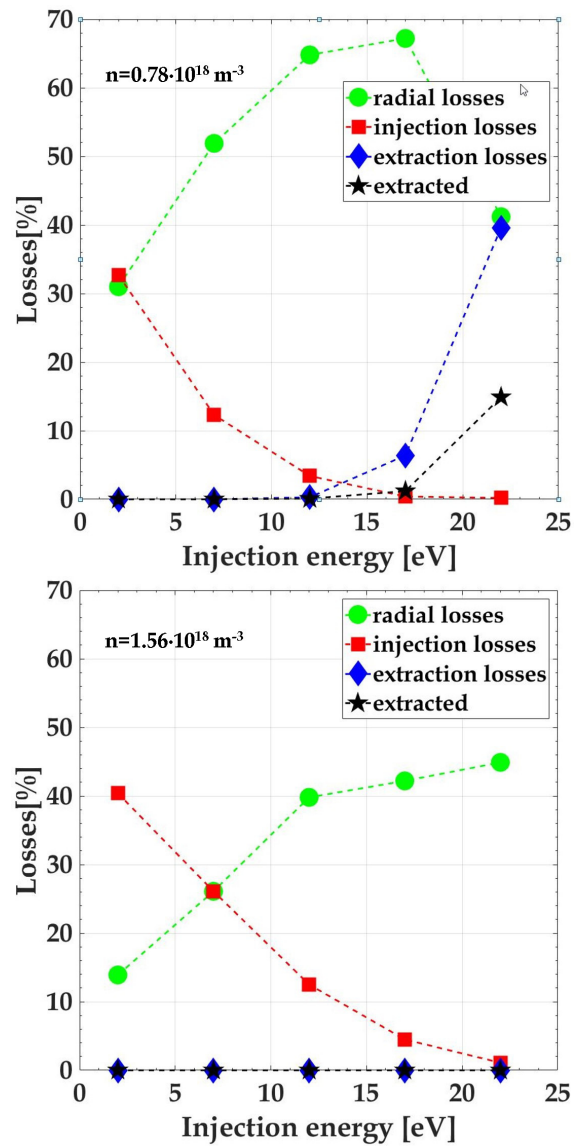 70
60
50
40
30
20
10
0
Losses[%]
n=0.78·10¹⁸ m⁻³
radial losses
injection losses
extraction losses
extracted
0 5 10 15 20 25
Injection energy [eV]
70
60
50
40
30
20
10
0
Losses[%]
n=1.56·10¹⁸ m⁻³
radial losses
injection losses
extraction losses
extracted
0 5 10 15 20 25
Injection energy [eV]